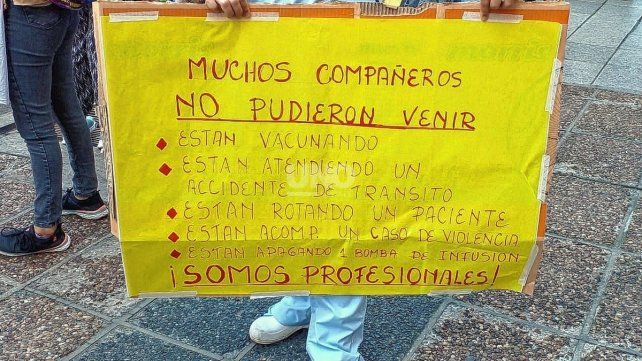 MUCHOS COMPAÑEROS
NO PUDIERON VENIR
◆ ESTAN VACUNANDO
◆ ESTAN ATENDIENDO UN
ACCIDENTE DE TRANSITO
◆ ESTAN ROTANDO UN PACIENTE
◆ ESTAN ACOMP. UN CASO DE VIOLENCIA
◆ ESTAN APAGANDO 1 BOMBA DE INFUSIÓN
¡SOMOS PROFESIONALES!